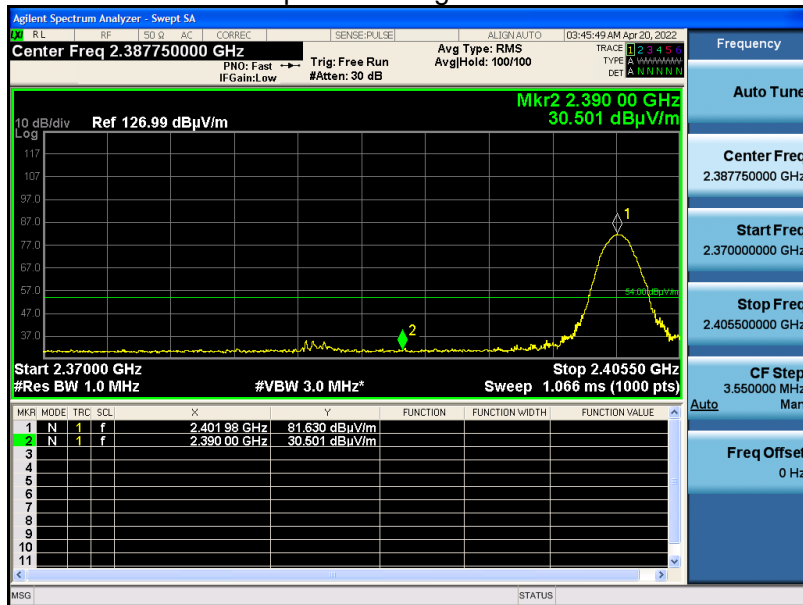 Agilent Spectrum Analyzer - Swept SA
LXI RL RF 50 Ω AC CORREC SENSE:PULSE ALIGN AUTO 03:45:49 AM Apr 20, 2022
Center Freq 2.387750000 GHz
PNO: Fast
IFGain:Low
Trig: Free Run
#Atten: 30 dB
Avg Type: RMS
Avg|Hold: 100/100
TRACE 1 2 3 4 5 6
TYPE A WWWWW
DET A N N N N N
Mkr2 2.390 00 GHz
30.501 dBµV/m
10 dB/div Ref 126.99 dBµV/m
Log
117
107
97.0
87.0
77.0
67.0
57.0
47.0
37.0
1
2
54.00 dBµV/m
Start 2.37000 GHz Stop 2.40550 GHz
#Res BW 1.0 MHz #VBW 3.0 MHz* Sweep 1.066 ms (1000 pts)
MKR MODE TRC SCL X Y FUNCTION FUNCTION WIDTH FUNCTION VALUE
1 N 1 f 2.401 98 GHz 81.630 dBµV/m
2 N 1 f 2.390 00 GHz 30.501 dBµV/m
3
4
5
6
7
8
9
10
11
MSG STATUS
Frequency
Auto Tune
Center Freq
2.387750000 GHz
Start Freq
2.370000000 GHz
Stop Freq
2.405500000 GHz
CF Step
3.550000 MHz
Auto Man
Freq Offset
0 Hz